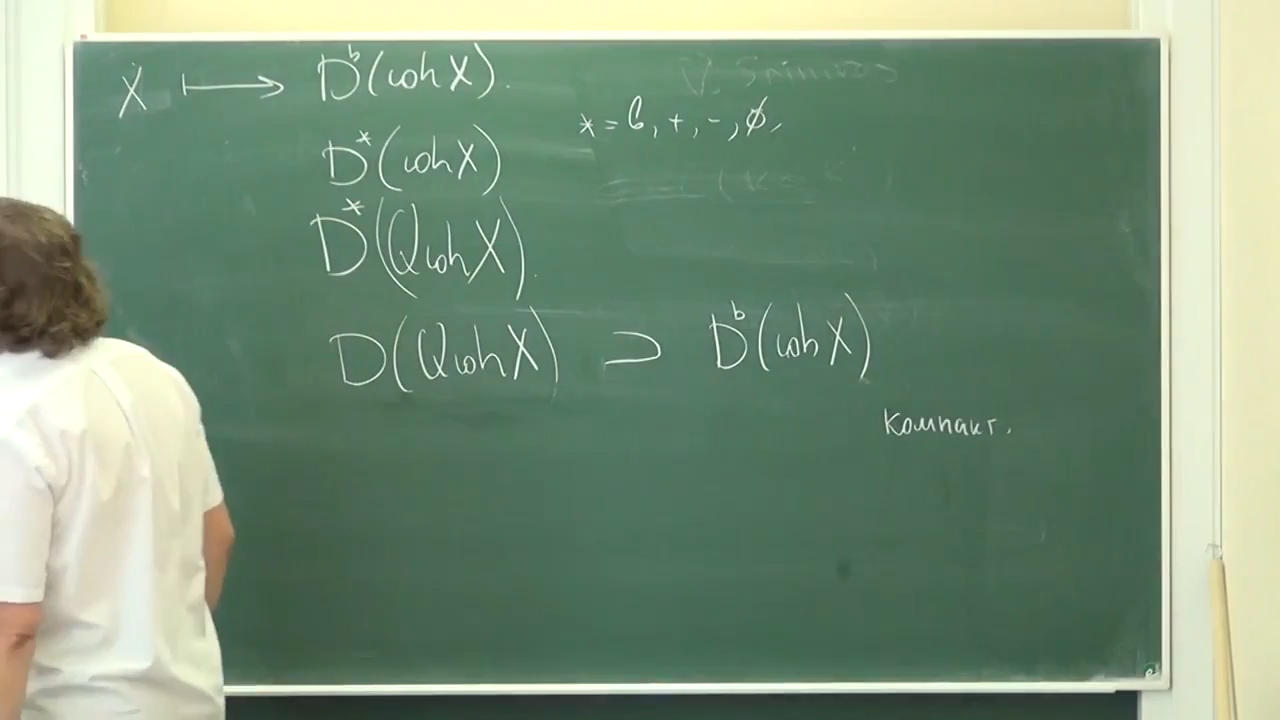 X ⟼ D^b(coh X).
* = b, +, -, ∅,
D^*(coh X)
D^*(Qcoh X).
D(Qcoh X) ⊃ D^b(coh X)
Компакт.